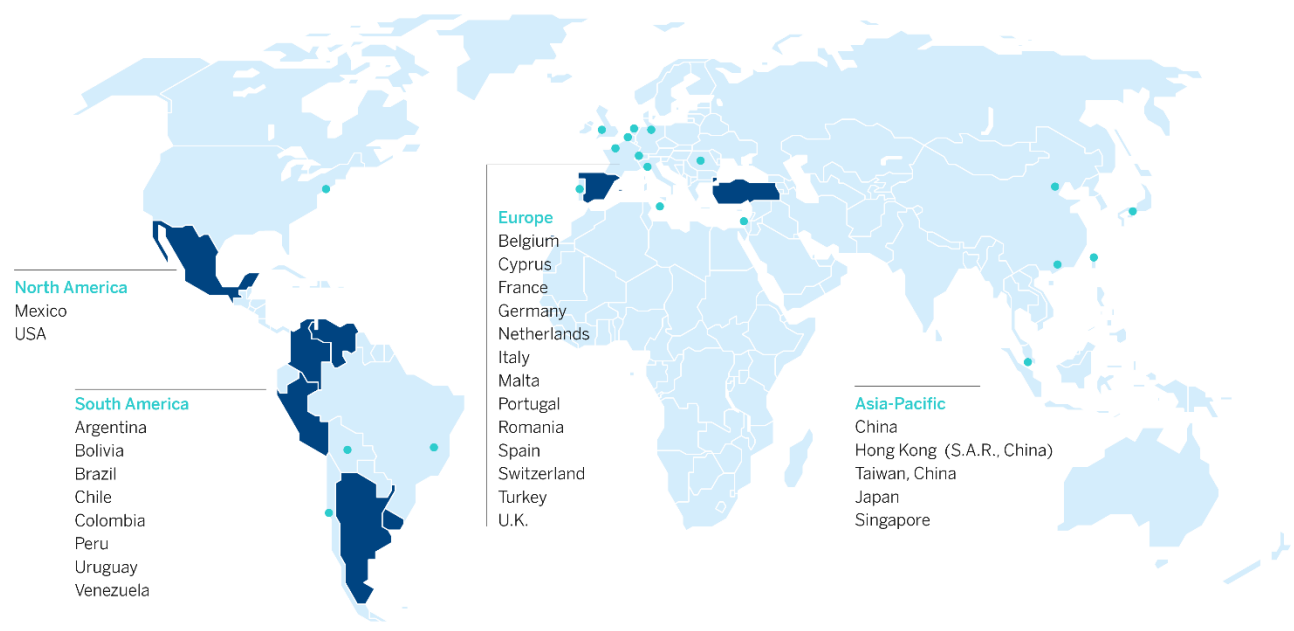 North America
Mexico
USA
South America
Argentina
Bolivia
Brazil
Chile
Colombia
Peru
Uruguay
Venezuela
Europe
Belgium
Cyprus
France
Germany
Netherlands
Italy
Malta
Portugal
Romania
Spain
Switzerland
Turkey
U.K.
Asia-Pacific
China
Hong Kong (S.A.R., China)
Taiwan, China
Japan
Singapore